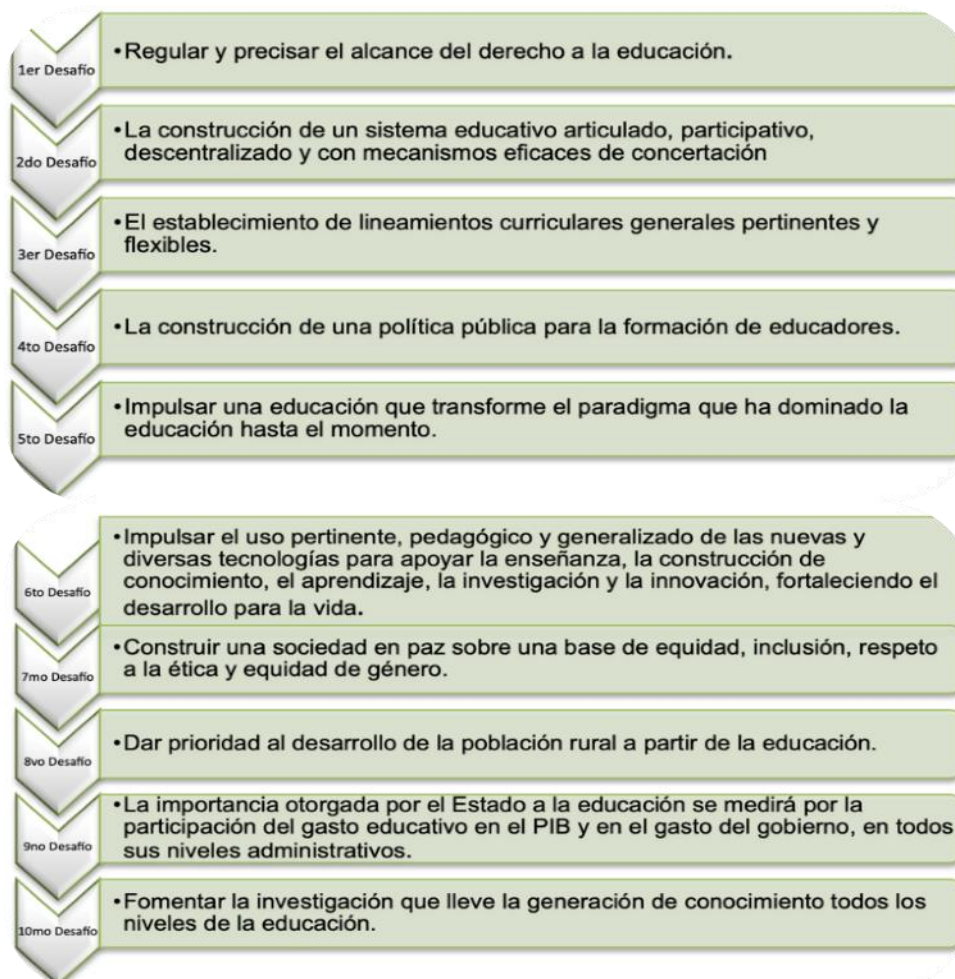 1er Desafío
•Regular y precisar el alcance del derecho a la educación.
2do Desafío
•La construcción de un sistema educativo articulado, participativo,
descentralizado y con mecanismos eficaces de concertación
3er Desafío
•El establecimiento de lineamientos curriculares generales pertinentes y
flexibles.
4to Desafío
•La construcción de una política pública para la formación de educadores.
5to Desafío
•Impulsar una educación que transforme el paradigma que ha dominado la
educación hasta el momento.
6to Desafío
•Impulsar el uso pertinente, pedagógico y generalizado de las nuevas y
diversas tecnologías para apoyar la enseñanza, la construcción de
conocimiento, el aprendizaje, la investigación y la innovación, fortaleciendo el
desarrollo para la vida.
7mo Desafío
•Construir una sociedad en paz sobre una base de equidad, inclusión, respeto
a la ética y equidad de género.
8vo Desafío
•Dar prioridad al desarrollo de la población rural a partir de la educación.
9no Desafío
•La importancia otorgada por el Estado a la educación se medirá por la
participación del gasto educativo en el PIB y en el gasto del gobierno, en todos
sus niveles administrativos.
10mo Desafío
•Fomentar la investigación que lleve la generación de conocimiento todos los
niveles de la educación.